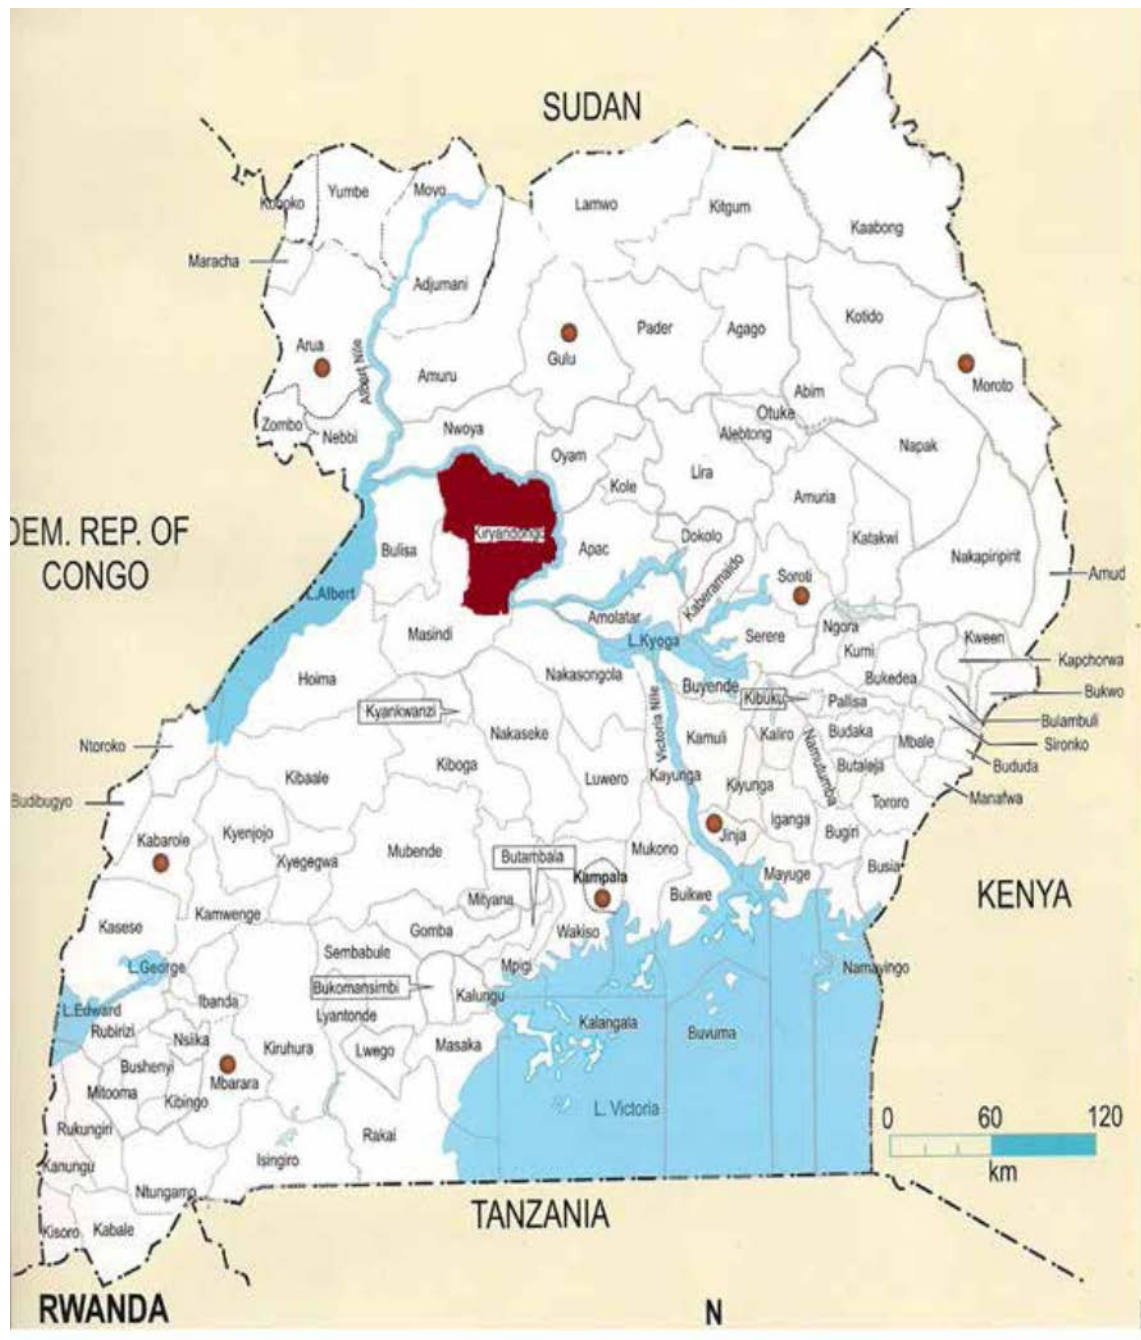 SUDAN
Koboko
Yumbe
Moyo
Lamwo
Kitgum
Kaabong
Maracha
Adjumani
Arua
Albert Nile
Gulu
Pader
Agago
Kotido
Moroto
Amuru
Abim
Otuke
Zombo
Nebbi
Nwoya
Alebtong
Napak
Oyam
Kole
Lira
Amuria
DEM. REP. OF
CONGO
Bulisa
Kiryandongo
Apac
Dokolo
Katakwi
Nakapiripirit
Amud
L.Albert
Kaberamaido
Soroti
Amolatar
Masindi
L.Kyoga
Serere
Ngora
Kumi
Kween
Kapchorwa
Hoima
Nakasongola
Buyende
Kibuku
Bukedea
Pallisa
Bukwo
Kyankwanzi
Victoria Nile
Bulambuli
Ntoroko
Nakaseke
Kamuli
Kaliro
Namutumba
Budaka
Mbale
Sironko
Kibaale
Kiboga
Luwero
Kayunga
Kiyunga
Butaleja
Bududa
Budibugyo
Manafwa
Tororo
Kabarole
Kyenjojo
Kyegegwa
Mubende
Butambala
Mukono
Jinja
Iganga
Bugiri
Kampala
Mayuge
Busia
Kasese
Kamwenge
Mityana
Buikwe
KENYA
Gomba
Wakiso
Sembabule
Mpigi
L.George
Namayingo
Bukomansimbi
Kalungu
L.Edward
Ibanda
Rubirizi
Lyantonde
Kalangala
Buvuma
Nsiika
Kiruhura
Lwego
Masaka
Bushenyi
Mbarara
Mitooma
Kibingo
L. Victoria
Rukungiri
Rakai
0 60 120
km
Kanungu
Isingiro
Ntungamo
Kisoro
Kabale
TANZANIA
RWANDA
N